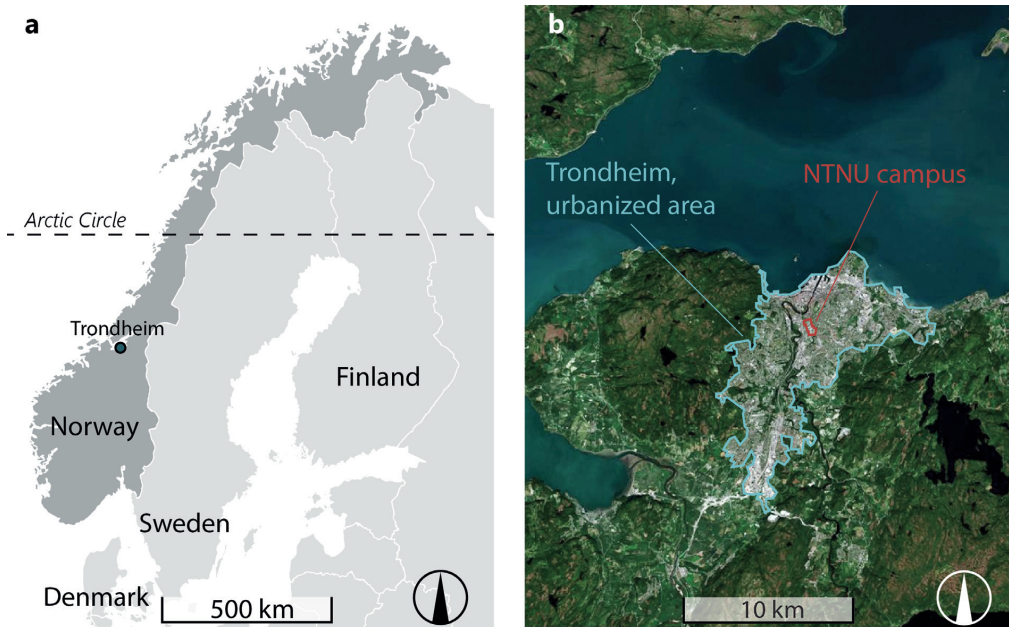 a
Arctic Circle
Trondheim
Norway
Finland
Sweden
Denmark
500 km
b
Trondheim,
urbanized area
NTNU campus
10 km